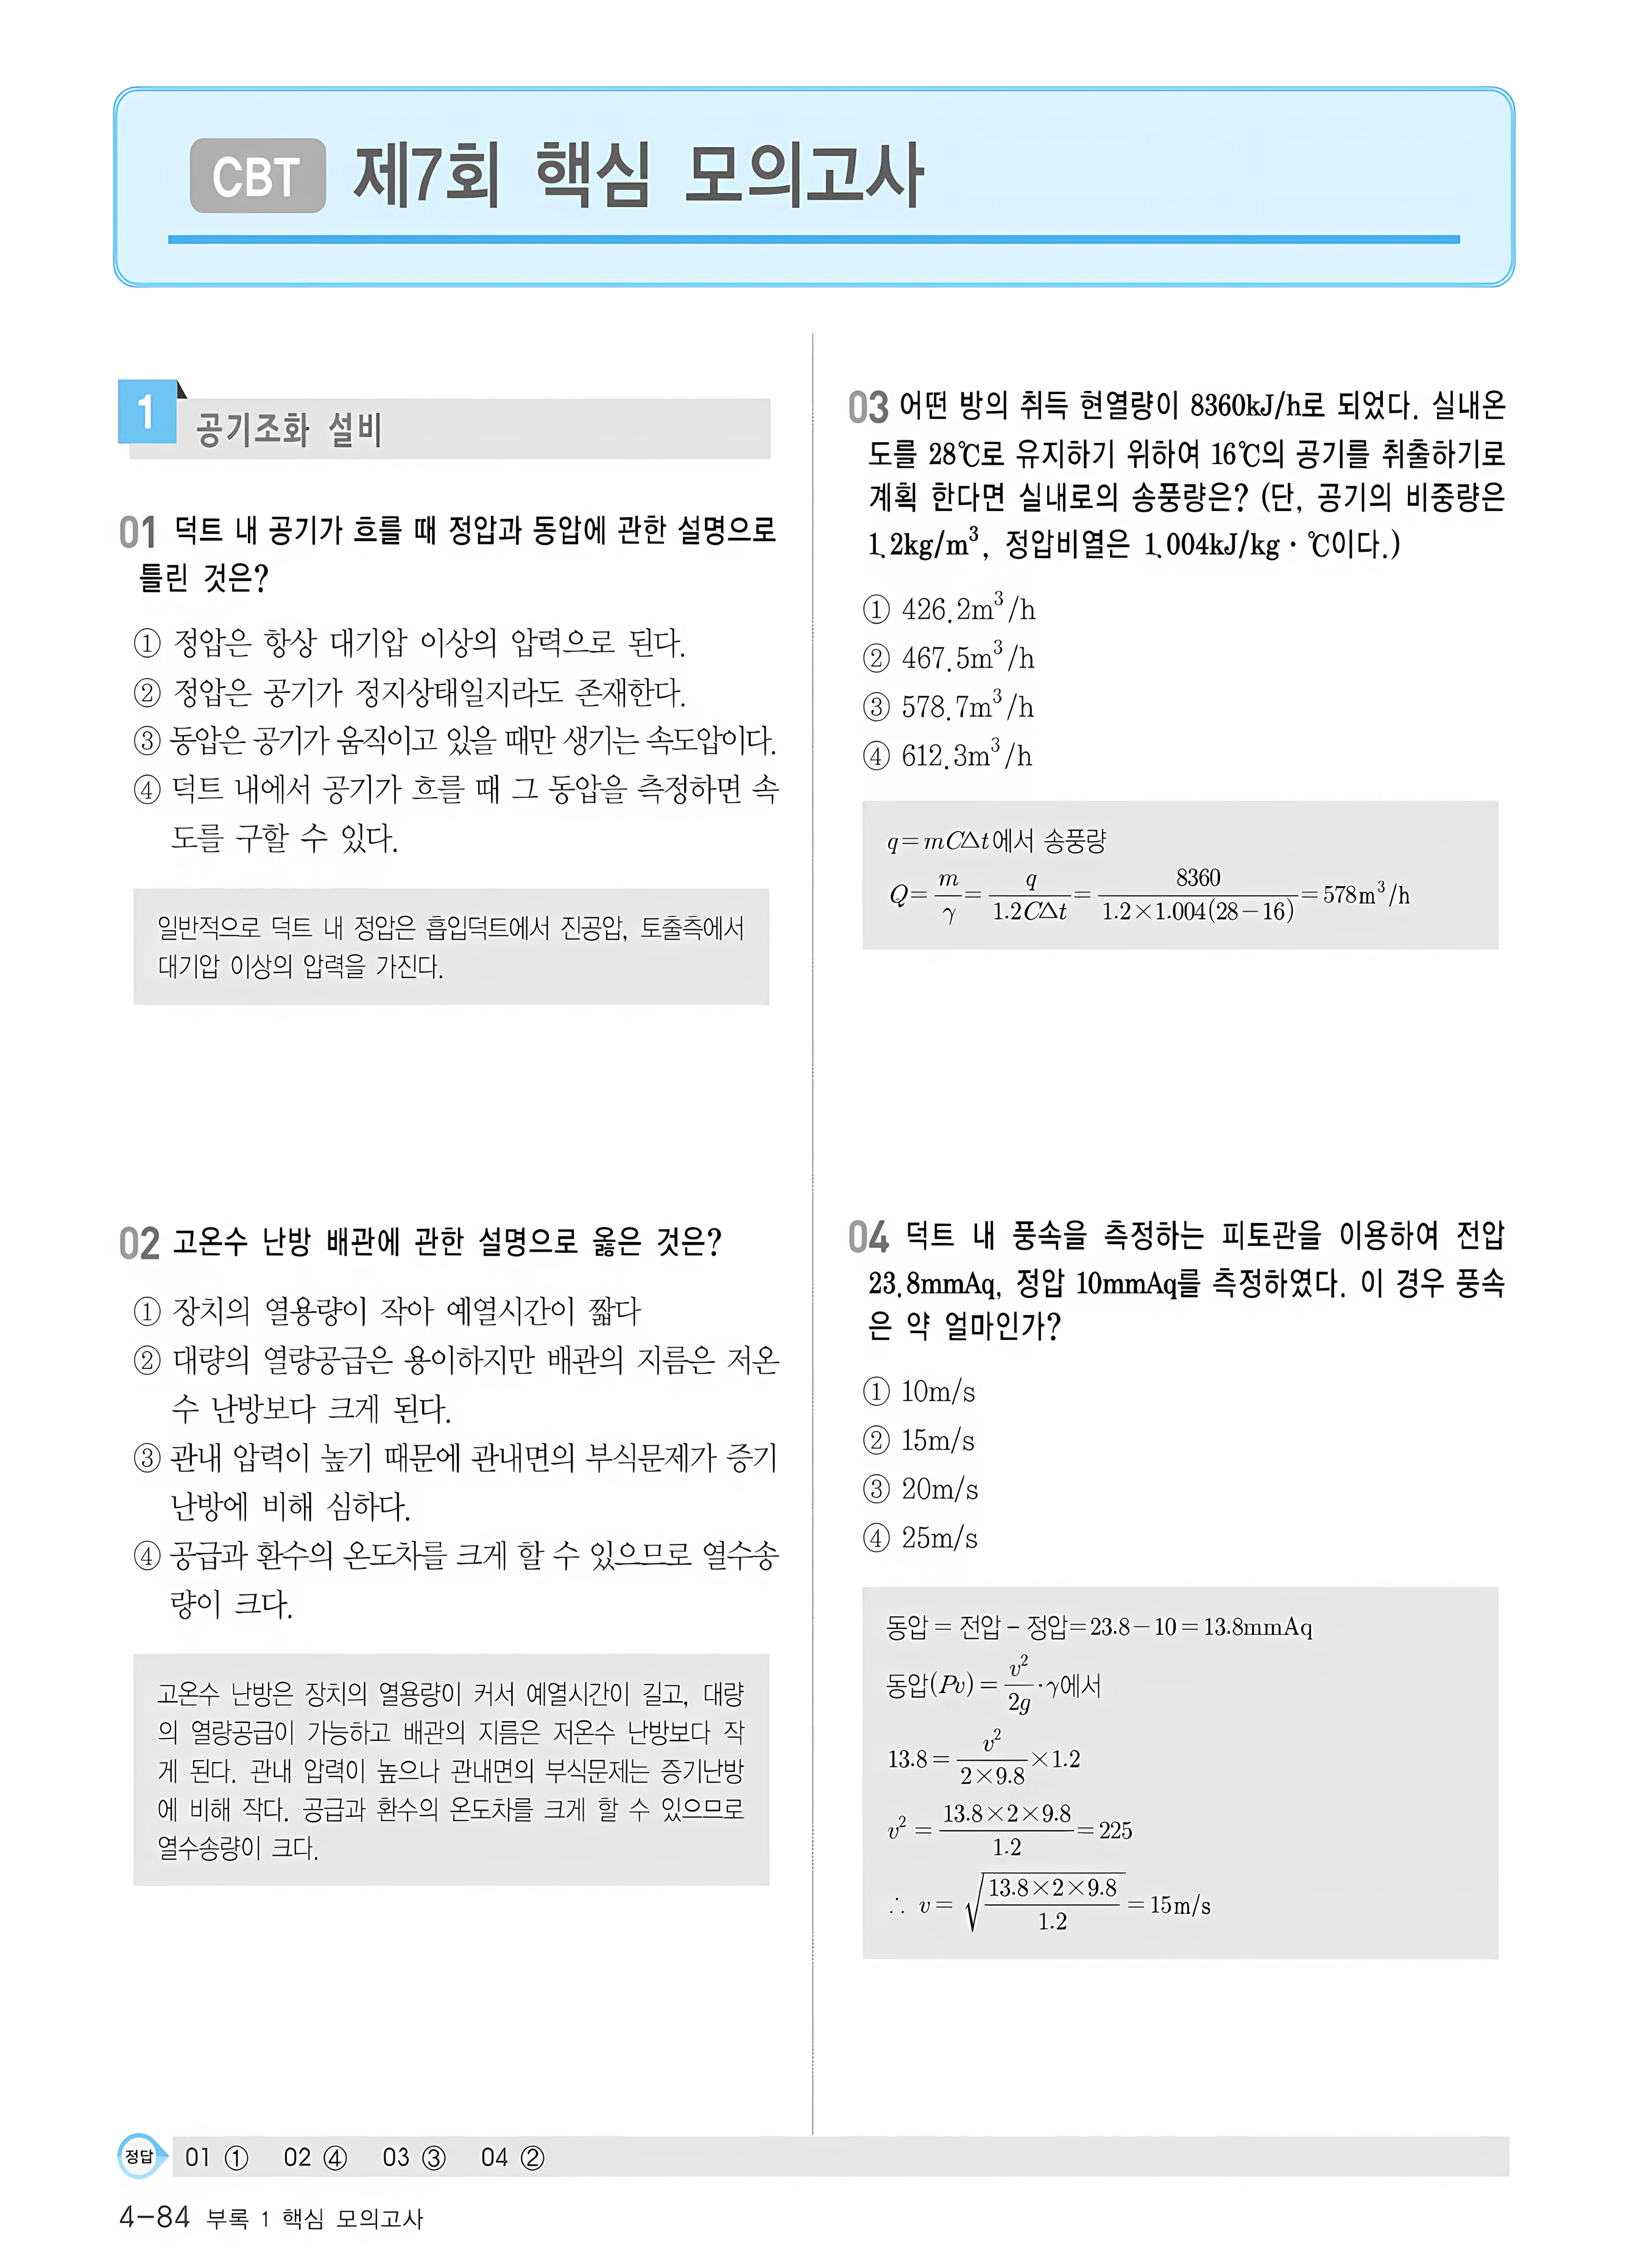 CBT 제7회 핵심 모의고사
1 공기조화 설비
01 덕트 내 공기가 흐를 때 정압과 동압에 관한 설명으로
틀린 것은?
① 정압은 항상 대기압 이상의 압력으로 된다.
② 정압은 공기가 정지상태일지라도 존재한다.
③ 동압은 공기가 움직이고 있을 때만 생기는 속도압이다.
④ 덕트 내에서 공기가 흐를 때 그 동압을 측정하면 속
도를 구할 수 있다.
일반적으로 덕트 내 정압은 흡입덕트에서 진공압, 토출측에서
대기압 이상의 압력을 가진다.
02 고온수 난방 배관에 관한 설명으로 옳은 것은?
① 장치의 열용량이 작아 예열시간이 짧다
② 대량의 열량공급은 용이하지만 배관의 지름은 저온
수 난방보다 크게 된다.
③ 관내 압력이 높기 때문에 관내면의 부식문제가 증기
난방에 비해 심하다.
④ 공급과 환수의 온도차를 크게 할 수 있으므로 열수송
량이 크다.
고온수 난방은 장치의 열용량이 커서 예열시간이 길고, 대량
의 열량공급이 가능하고 배관의 지름은 저온수 난방보다 작
게 된다. 관내 압력이 높으나 관내면의 부식문제는 증기난방
에 비해 작다. 공급과 환수의 온도차를 크게 할 수 있으므로
열수송량이 크다.
03 어떤 방의 취득 현열량이 8360kJ/h로 되었다. 실내온
도를 28℃로 유지하기 위하여 16℃의 공기를 취출하기로
계획 한다면 실내로의 송풍량은? (단, 공기의 비중량은
1.2kg/m³, 정압비열은 1.004kJ/kg·℃이다.)
① 426.2m³/h
② 467.5m³/h
③ 578.7m³/h
④ 612.3m³/h
q=mCΔt에서 송풍량
Q=m/γ=q/1.2CΔt=8360/1.2×1.004(28-16)=578m³/h
04 덕트 내 풍속을 측정하는 피토관을 이용하여 전압
23.8mmAq, 정압 10mmAq를 측정하였다. 이 경우 풍속
은 약 얼마인가?
① 10m/s
② 15m/s
③ 20m/s
④ 25m/s
동압 = 전압 - 정압=23.8-10=13.8mmAq
동압(Pv)=v²/2g·γ에서
13.8=v²/2×9.8×1.2
v²=13.8×2×9.8/1.2=225
∴ v=√(13.8×2×9.8/1.2)=15m/s
정답 01 ① 02 ④ 03 ③ 04 ②
4-84 부록 1 핵심 모의고사